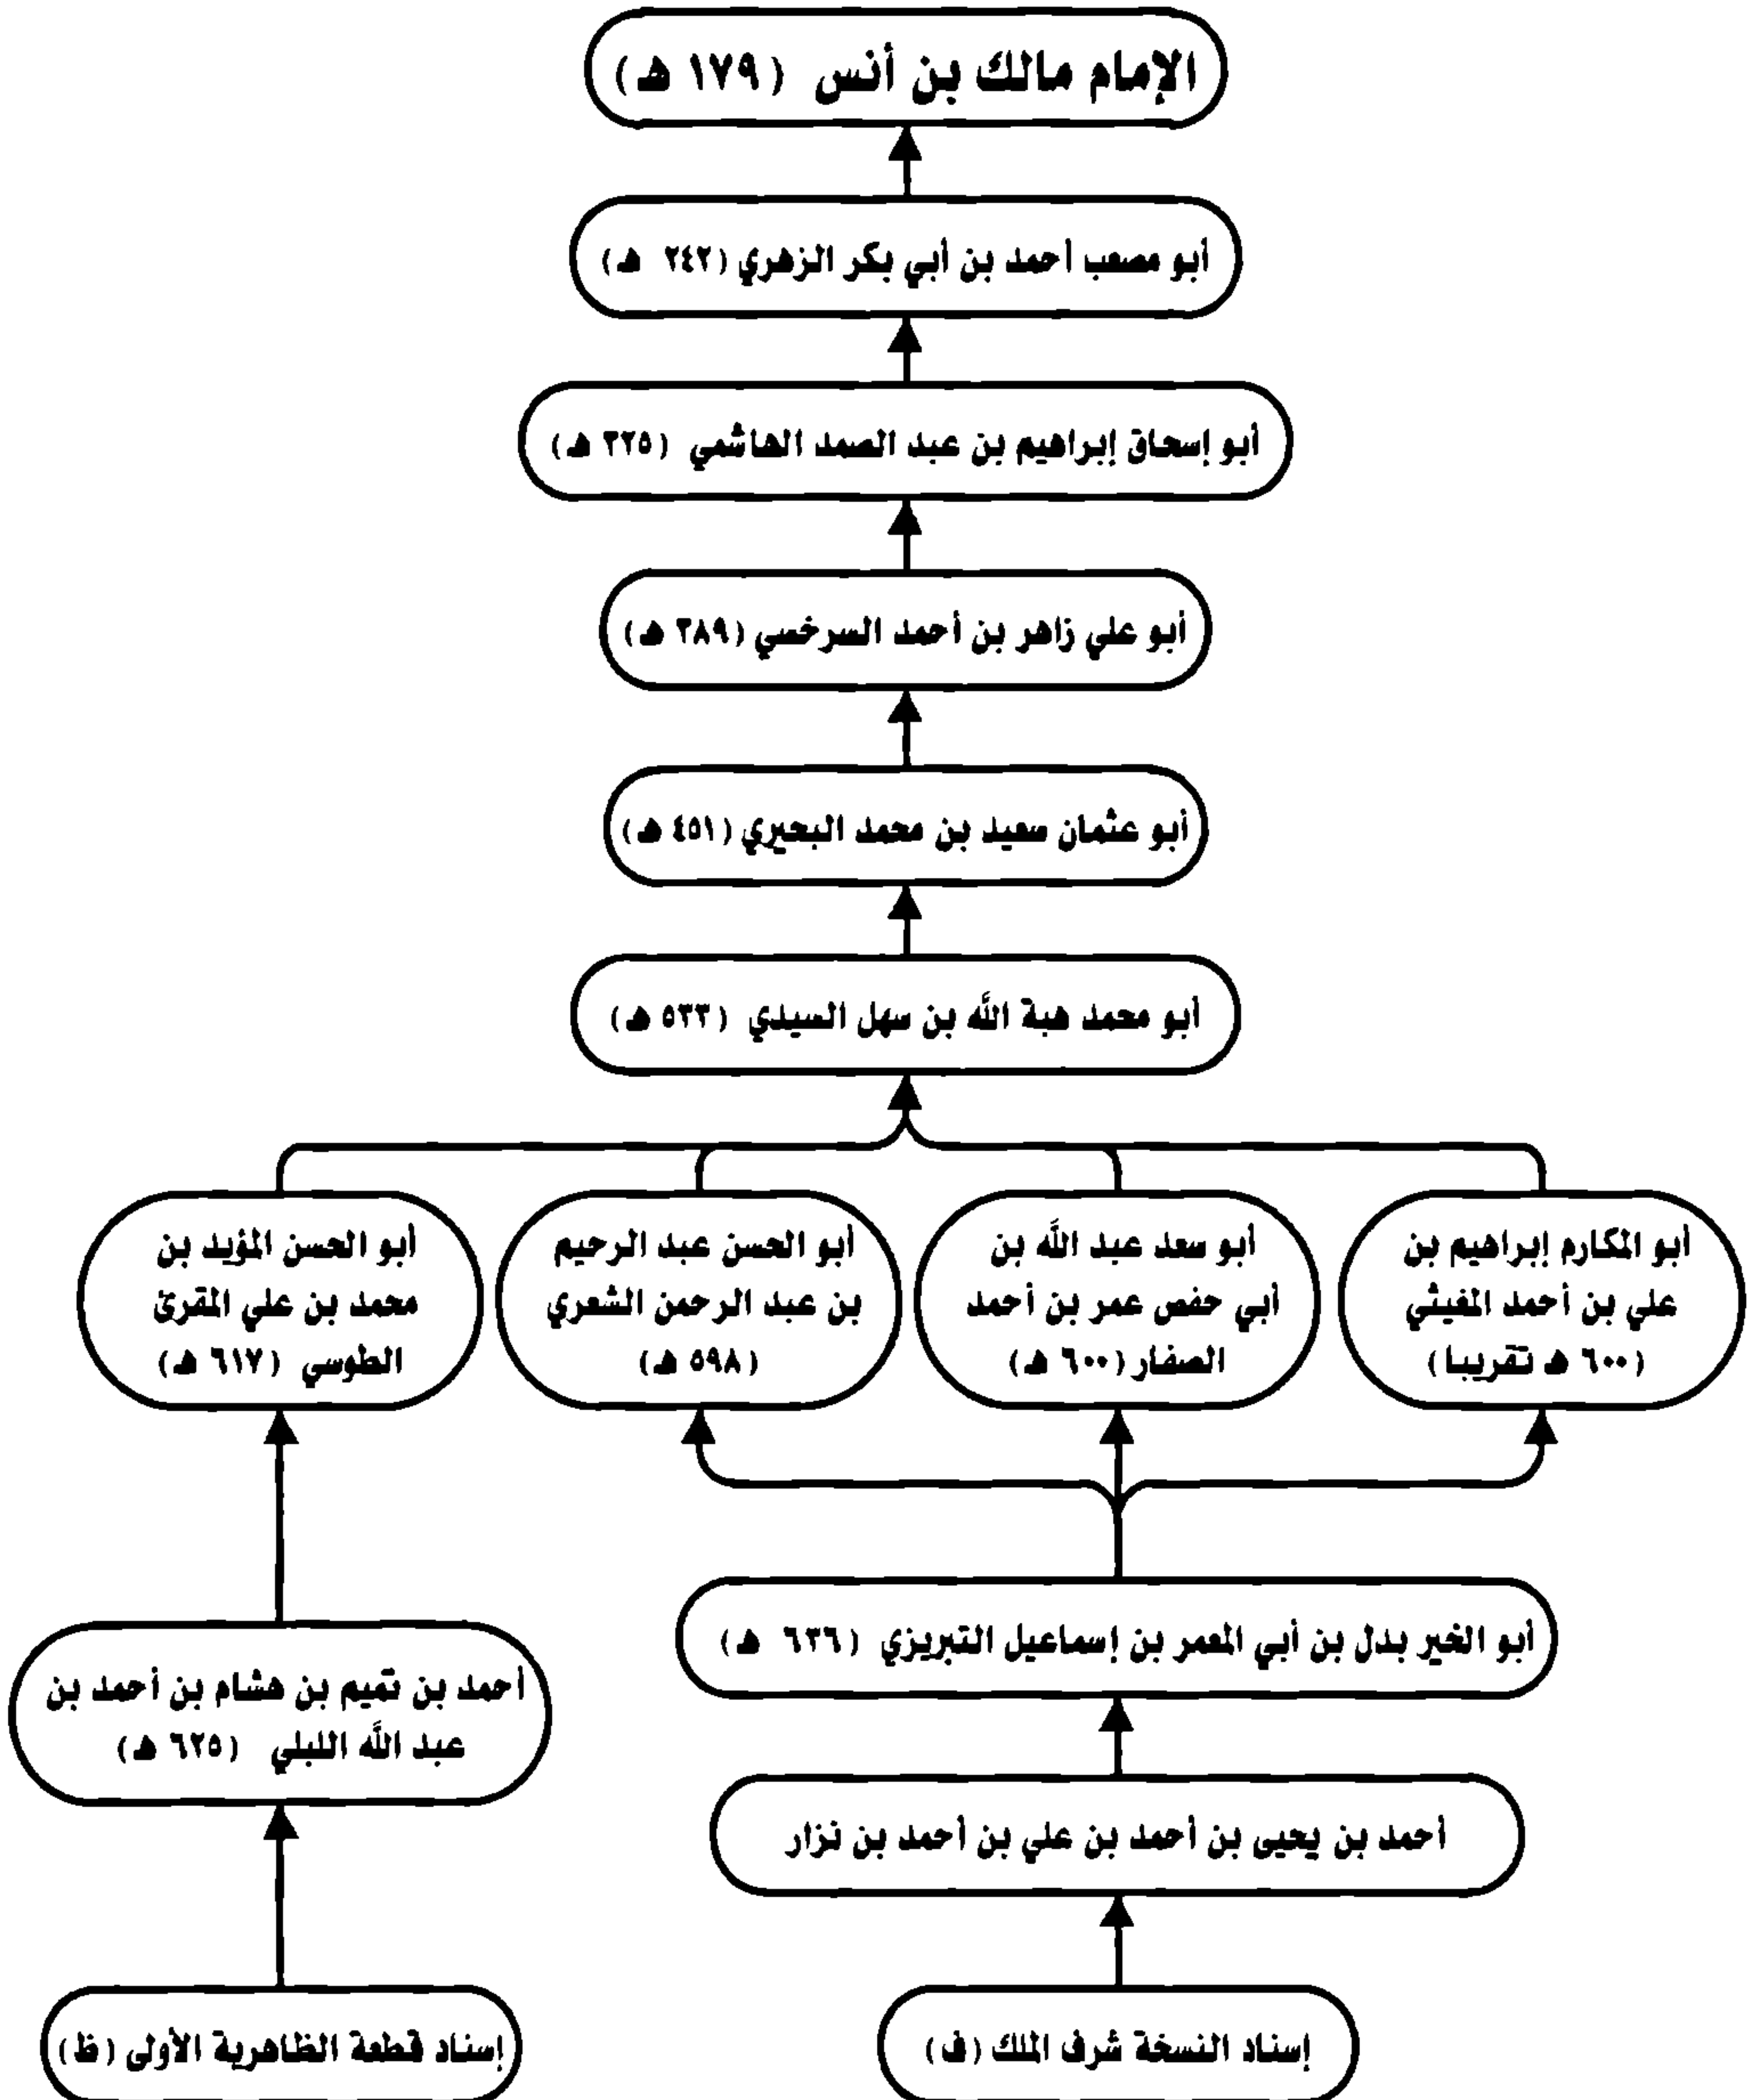 الإمام مالك بن أنس (١٧٩ هـ)
أبو مصعب أحمد بن أبي بكر الزهري (٢٤٢ هـ)
أبو إسحاق إبراهيم بن عبد الصمد الهاشمي (٣٢٥ هـ)
أبو علي زاهر بن أحمد السرخسي (٣٨٩ هـ)
أبو عثمان سعيد بن محمد البحيري (٤٥١ هـ)
أبو محمد هبة الله بن سهل السيدي (٥٣٣ هـ)
أبو المكارم إبراهيم بن
علي بن أحمد المغيثي
(٦٠٠ هـ تقريبا)
أبو سعد عبد الله بن
أبي حفص عمر بن أحمد
الصفار (٦٠٠ هـ)
أبو الحسن عبد الرحيم
بن عبد الرحمن الشعري
(٥٩٨ هـ)
أبو الحسن المؤيد بن
محمد بن علي المقرئ
الطوسي (٦١٧ هـ)
أبو الخير بدل بن أبي المعمر بن إسماعيل التبريزي (٦٣٦ هـ)
أحمد بن تميم بن هشام بن أحمد بن
عبد الله اللبلي (٦٢٥ هـ)
أحمد بن يحيى بن أحمد بن علي بن أحمد بن نزار
إسناد النسخة شرف الملك (ف)
إسناد قطعة الظاهرية الأولى (ظ)